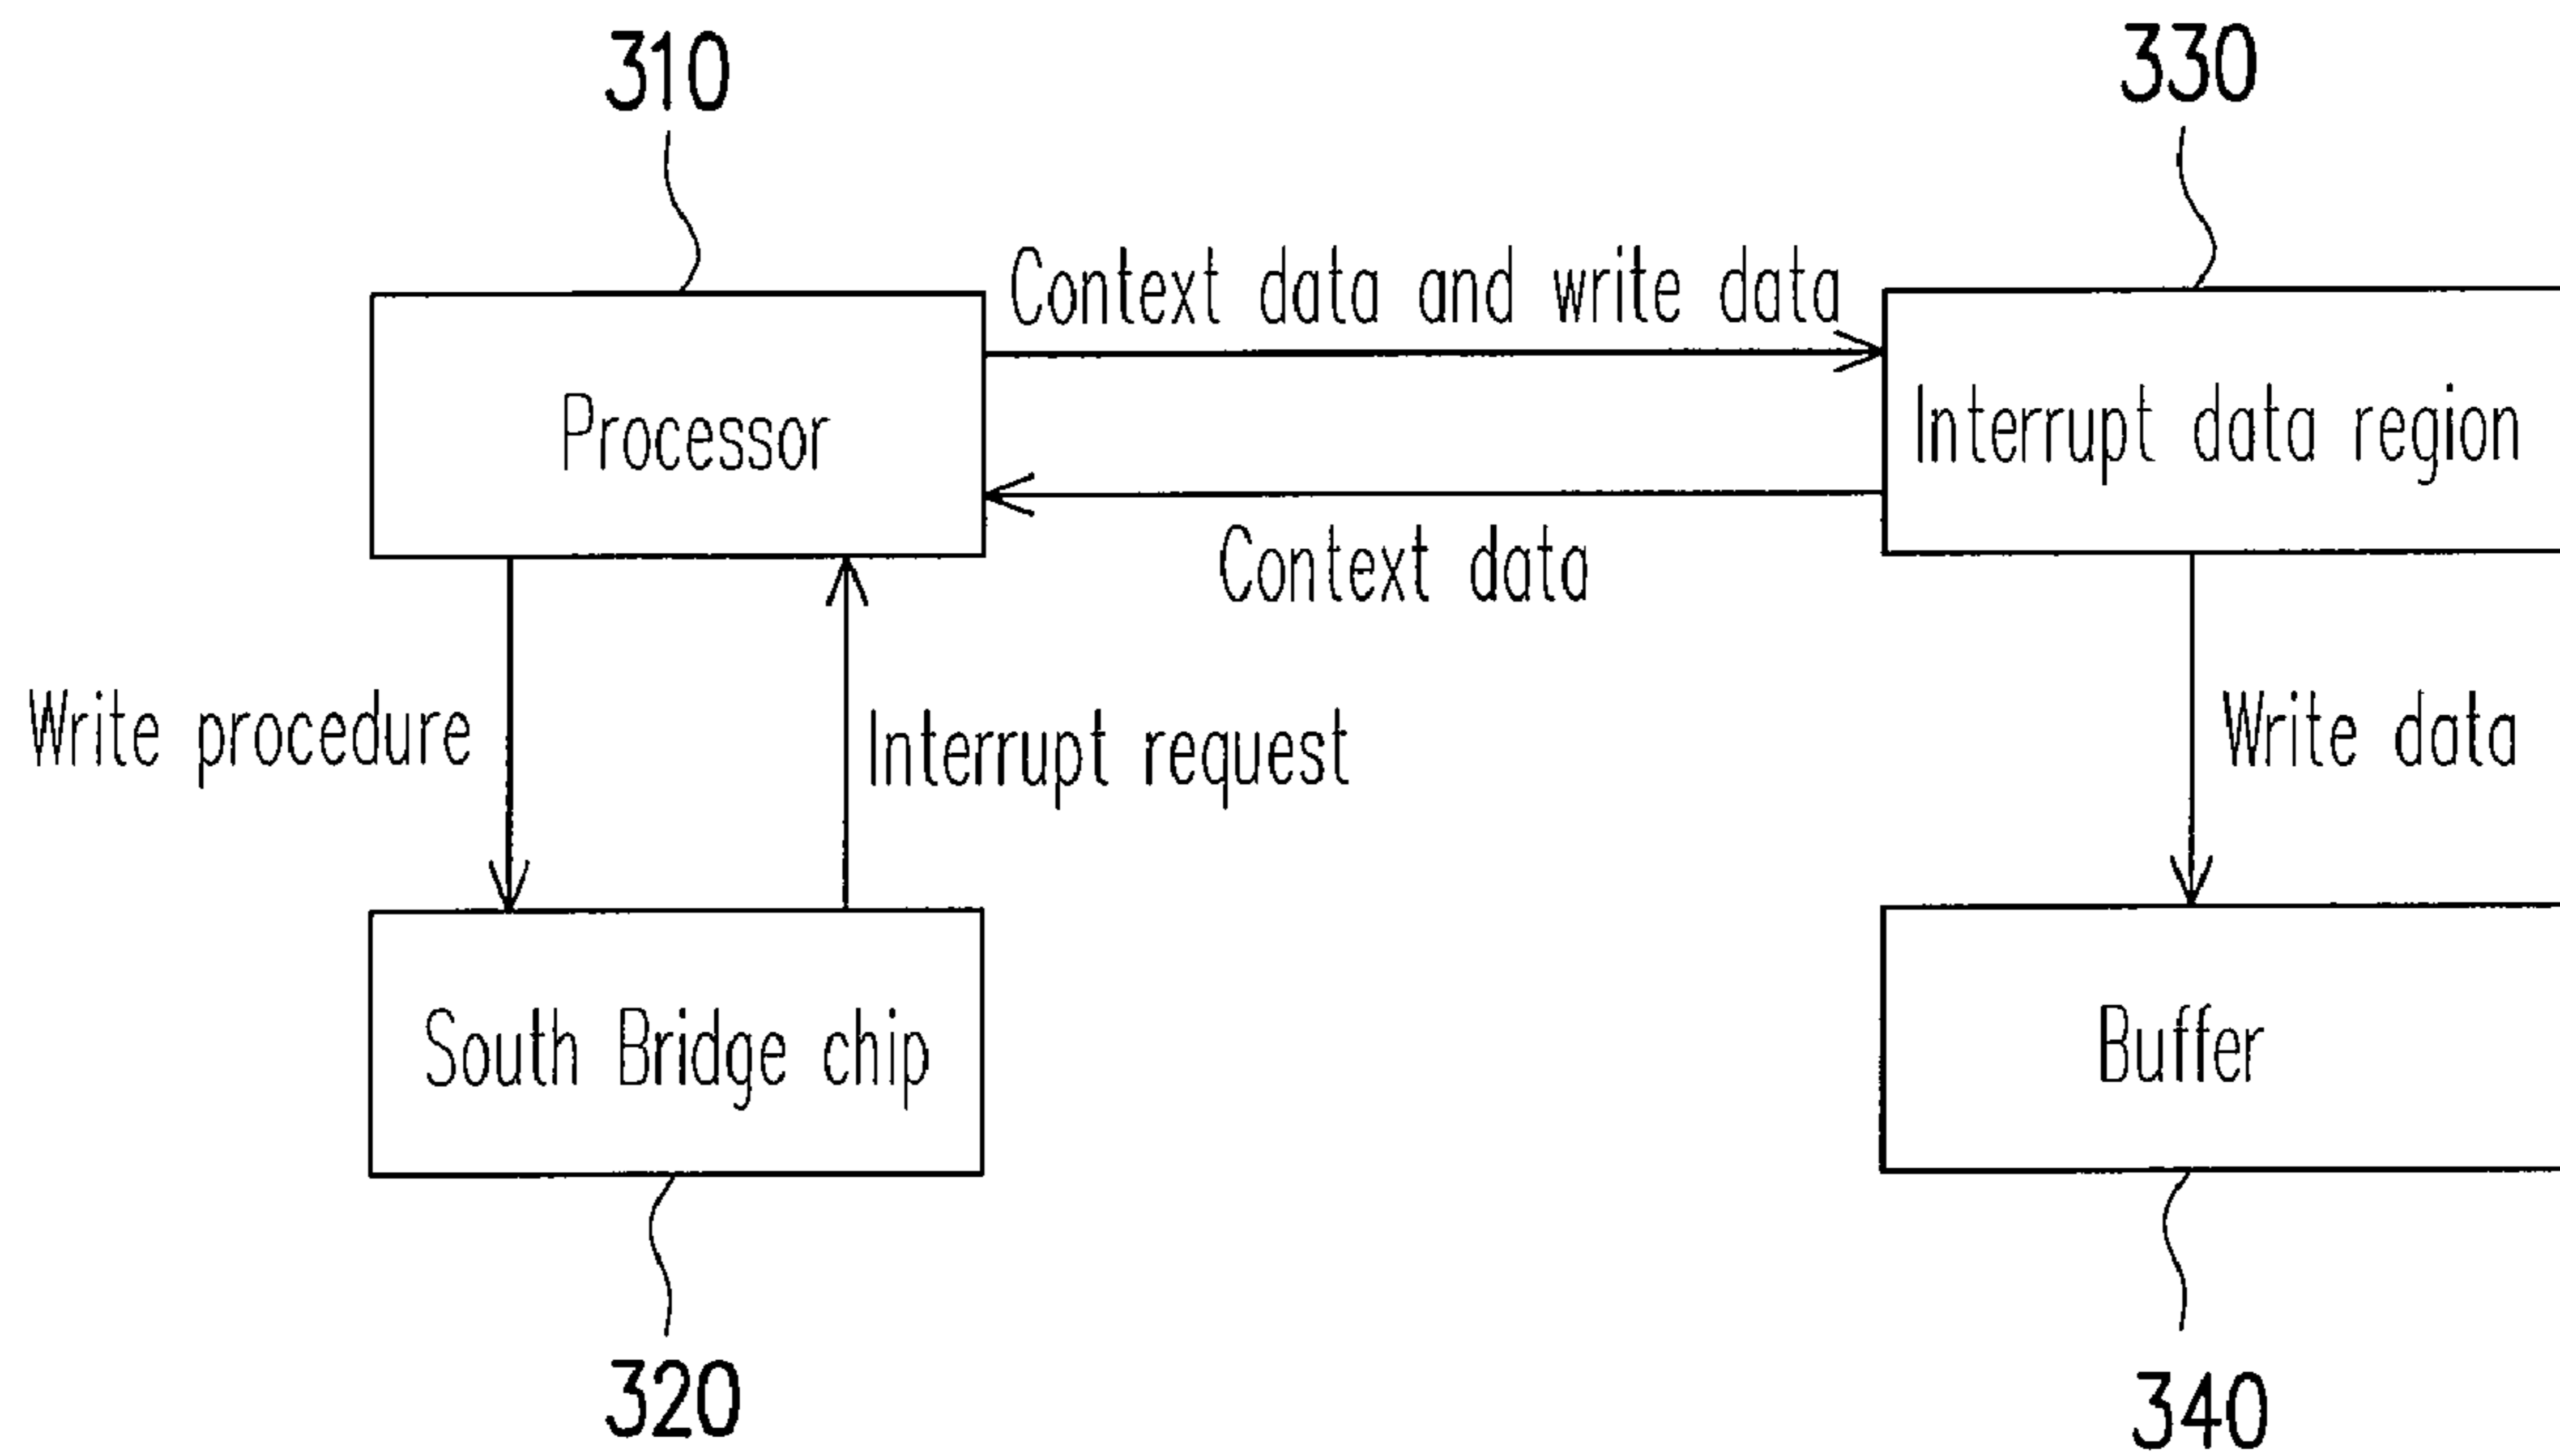 310
330
Context data and write data
Processor
Interrupt data region
Context data
Write procedure
Interrupt request
Write data
South Bridge chip
Buffer
320
340